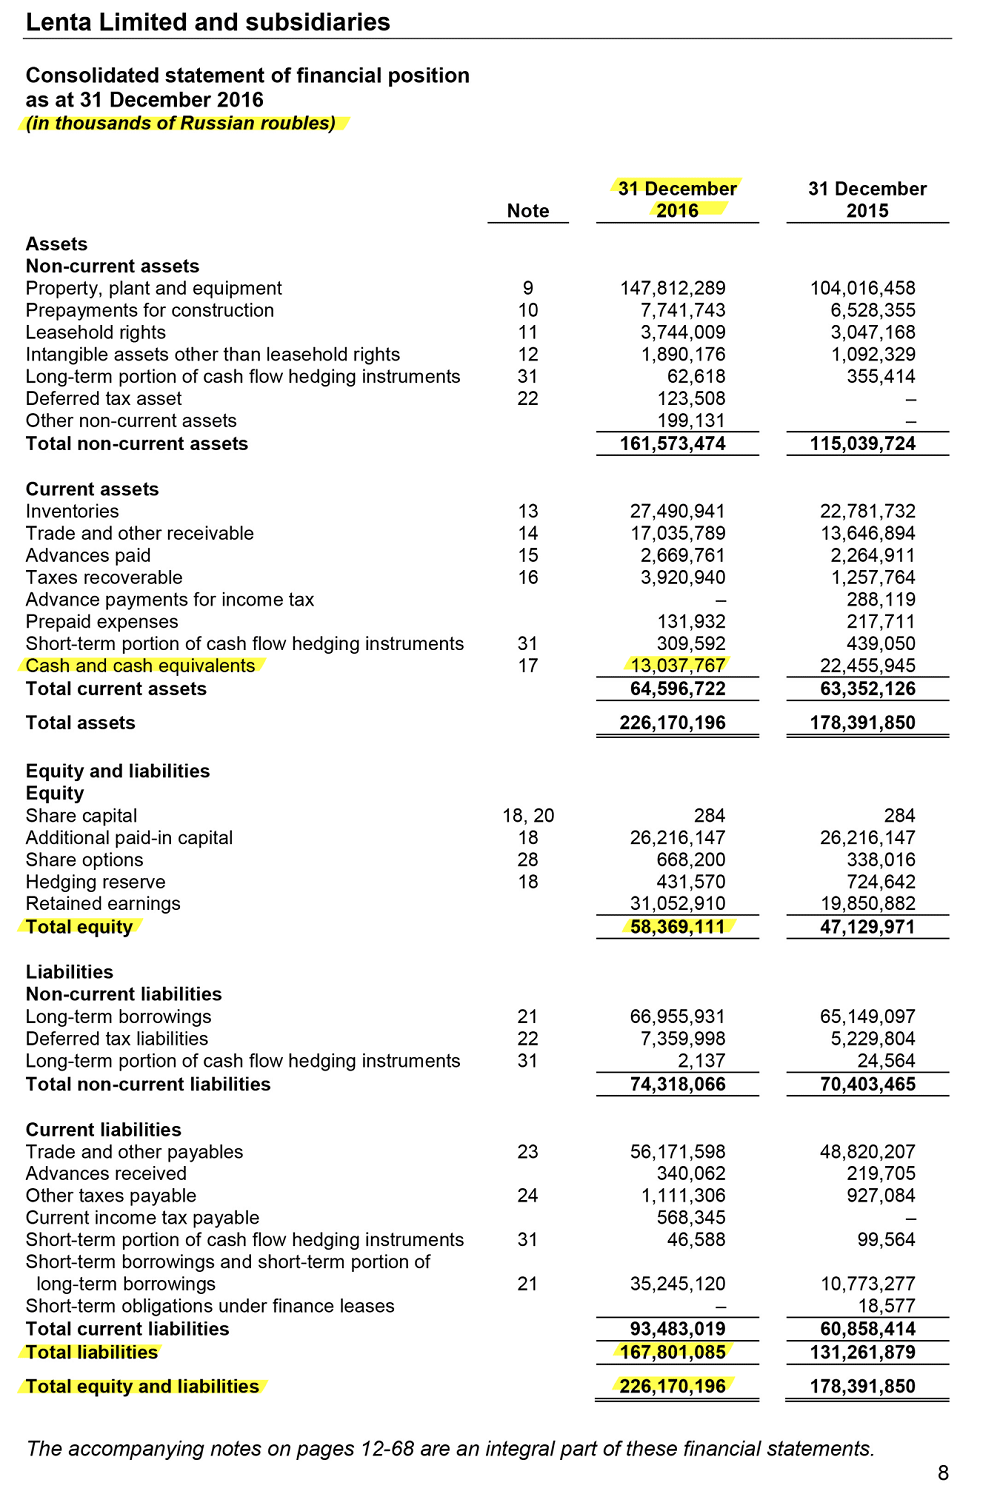 Lenta Limited and subsidiaries
Consolidated statement of financial position
as at 31 December 2016
(in thousands of Russian roubles)
31 December 31 December
Note 2016 2015
Assets
Non-current assets
Property, plant and equipment 9 147,812,289 104,016,458
Prepayments for construction 10 7,741,743 6,528,355
Leasehold rights 11 3,744,009 3,047,168
Intangible assets other than leasehold rights 12 1,890,176 1,092,329
Long-term portion of cash flow hedging instruments 31 62,618 355,414
Deferred tax asset 22 123,508 –
Other non-current assets 199,131 –
Total non-current assets 161,573,474 115,039,724
Current assets
Inventories 13 27,490,941 22,781,732
Trade and other receivable 14 17,035,789 13,646,894
Advances paid 15 2,669,761 2,264,911
Taxes recoverable 16 3,920,940 1,257,764
Advance payments for income tax – 288,119
Prepaid expenses 131,932 217,711
Short-term portion of cash flow hedging instruments 31 309,592 439,050
Cash and cash equivalents 17 13,037,767 22,455,945
Total current assets 64,596,722 63,352,126
Total assets 226,170,196 178,391,850
Equity and liabilities
Equity
Share capital 18, 20 284 284
Additional paid-in capital 18 26,216,147 26,216,147
Share options 28 668,200 338,016
Hedging reserve 18 431,570 724,642
Retained earnings 31,052,910 19,850,882
Total equity 58,369,111 47,129,971
Liabilities
Non-current liabilities
Long-term borrowings 21 66,955,931 65,149,097
Deferred tax liabilities 22 7,359,998 5,229,804
Long-term portion of cash flow hedging instruments 31 2,137 24,564
Total non-current liabilities 74,318,066 70,403,465
Current liabilities
Trade and other payables 23 56,171,598 48,820,207
Advances received 340,062 219,705
Other taxes payable 24 1,111,306 927,084
Current income tax payable 568,345 –
Short-term portion of cash flow hedging instruments 31 46,588 99,564
Short-term borrowings and short-term portion of
long-term borrowings 21 35,245,120 10,773,277
Short-term obligations under finance leases – 18,577
Total current liabilities 93,483,019 60,858,414
Total liabilities 167,801,085 131,261,879
Total equity and liabilities 226,170,196 178,391,850
The accompanying notes on pages 12-68 are an integral part of these financial statements.
8